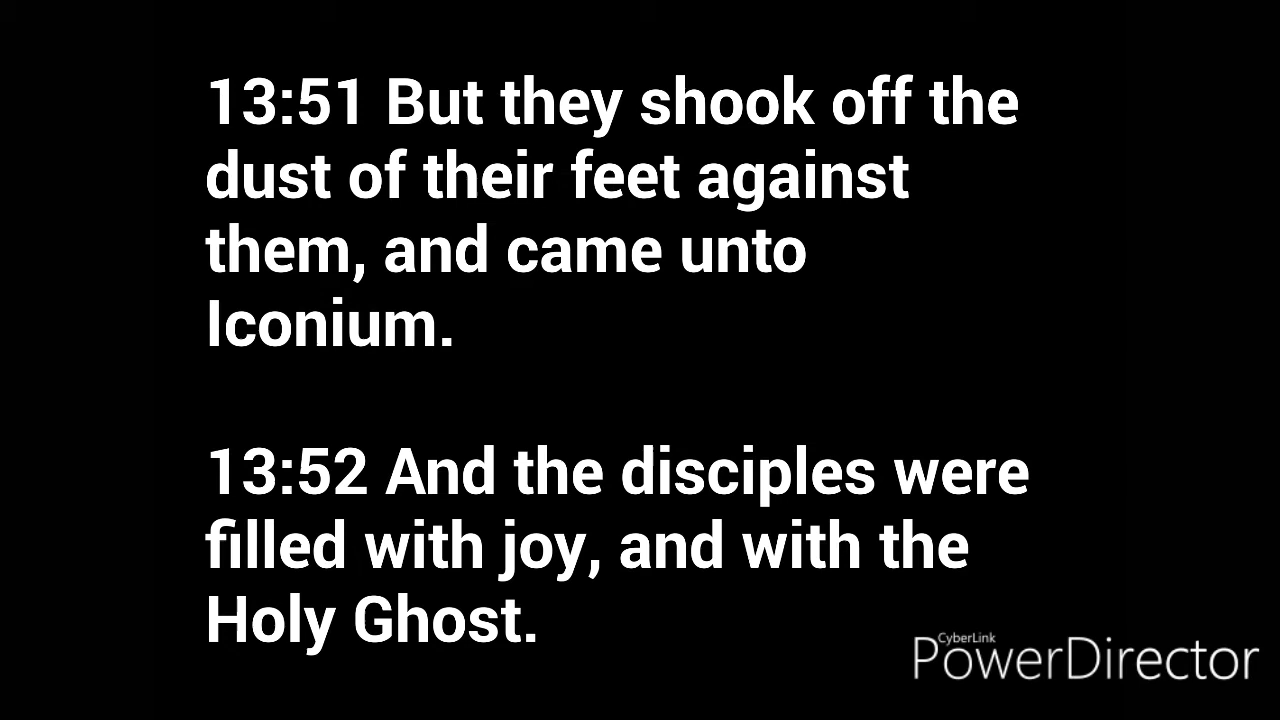 13:51 But they shook off the
dust of their feet against
them, and came unto
Iconium.
13:52 And the disciples were
filled with joy, and with the
Holy Ghost.
CyberLink
PowerDirector